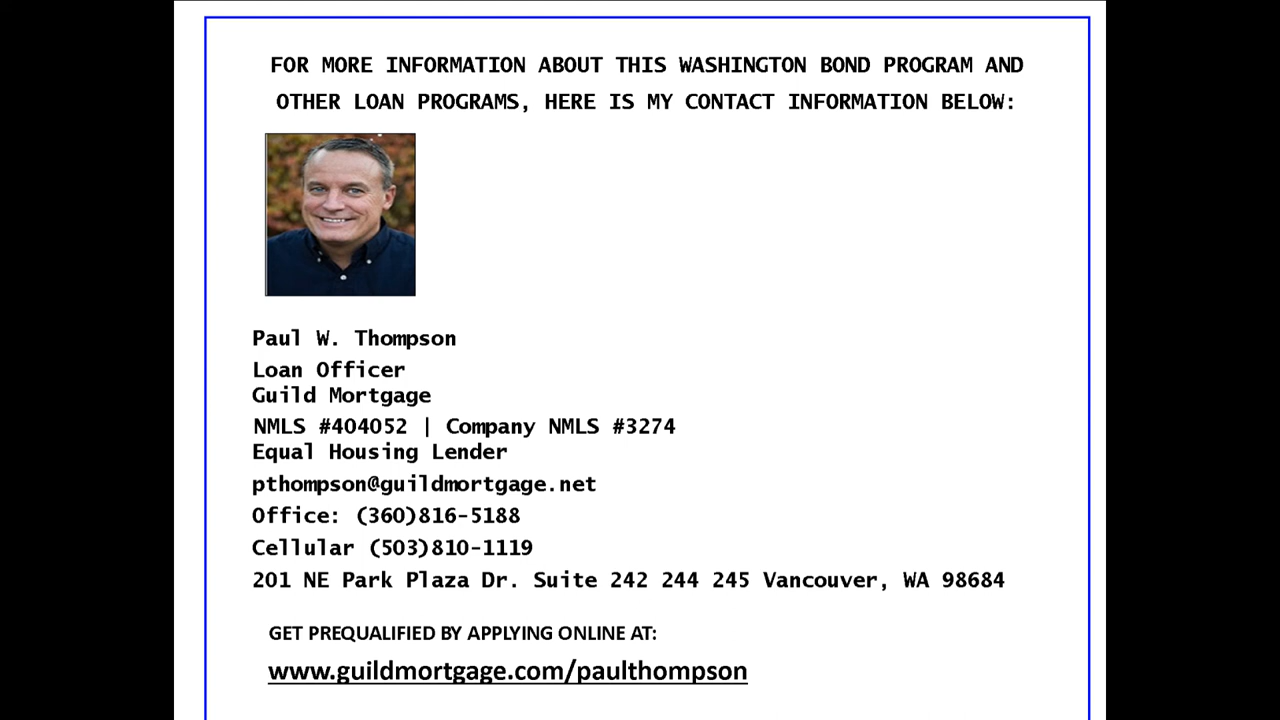 FOR MORE INFORMATION ABOUT THIS WASHINGTON BOND PROGRAM AND
OTHER LOAN PROGRAMS, HERE IS MY CONTACT INFORMATION BELOW:
Paul W. Thompson
Loan Officer
Guild Mortgage
NMLS #404052 | Company NMLS #3274
Equal Housing Lender
pthompson@guildmortgage.net
Office: (360)816-5188
Cellular (503)810-1119
201 NE Park Plaza Dr. Suite 242 244 245 Vancouver, WA 98684
GET PREQUALIFIED BY APPLYING ONLINE AT:
www.guildmortgage.com/paulthompson